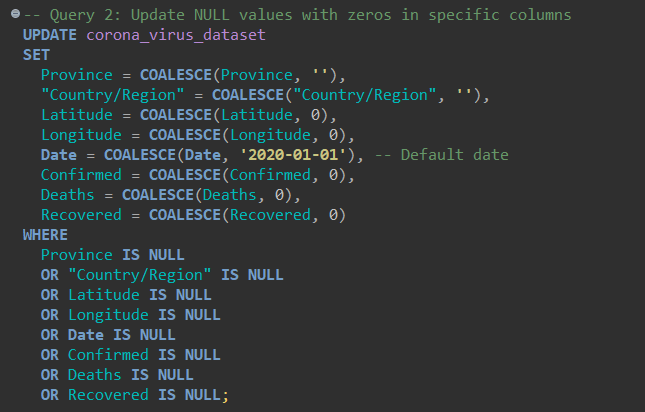 -- Query 2: Update NULL values with zeros in specific columns
UPDATE corona_virus_dataset
SET
Province = COALESCE(Province, ''),
"Country/Region" = COALESCE("Country/Region", ''),
Latitude = COALESCE(Latitude, 0),
Longitude = COALESCE(Longitude, 0),
Date = COALESCE(Date, '2020-01-01'), -- Default date
Confirmed = COALESCE(Confirmed, 0),
Deaths = COALESCE(Deaths, 0),
Recovered = COALESCE(Recovered, 0)
WHERE
Province IS NULL
OR "Country/Region" IS NULL
OR Latitude IS NULL
OR Longitude IS NULL
OR Date IS NULL
OR Confirmed IS NULL
OR Deaths IS NULL
OR Recovered IS NULL;